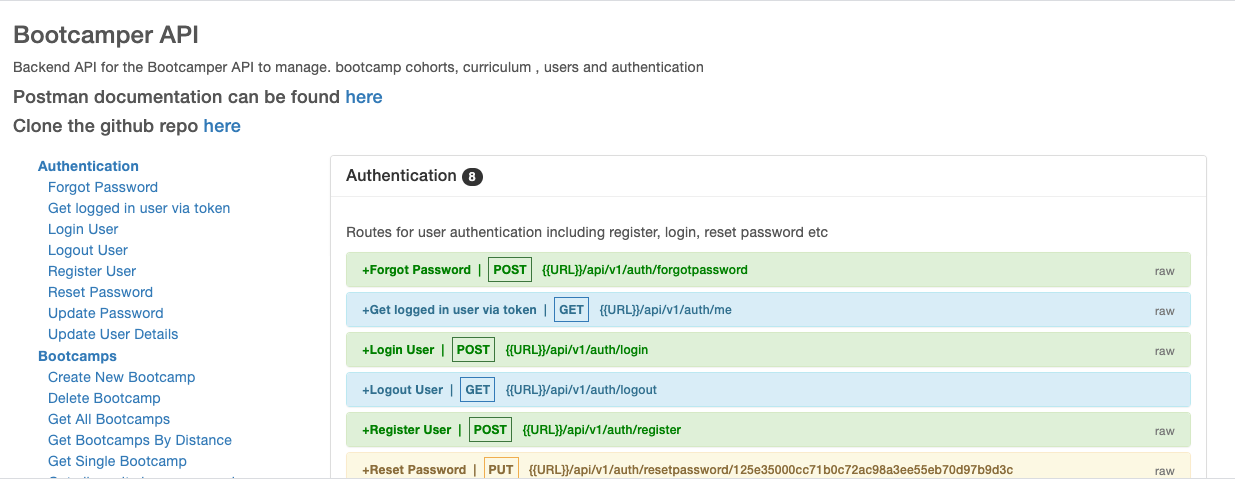 Bootcamper API
Backend API for the Bootcamper API to manage. bootcamp cohorts, curriculum , users and authentication
Postman documentation can be found here
Clone the github repo here
Authentication
Forgot Password
Get logged in user via token
Login User
Logout User
Register User
Reset Password
Update Password
Update User Details
Bootcamps
Create New Bootcamp
Delete Bootcamp
Get All Bootcamps
Get Bootcamps By Distance
Get Single Bootcamp
Authentication 8
Routes for user authentication including register, login, reset password etc
+Forgot Password | POST {{URL}}/api/v1/auth/forgotpassword raw
+Get logged in user via token | GET {{URL}}/api/v1/auth/me raw
+Login User | POST {{URL}}/api/v1/auth/login raw
+Logout User | GET {{URL}}/api/v1/auth/logout raw
+Register User | POST {{URL}}/api/v1/auth/register raw
+Reset Password | PUT {{URL}}/api/v1/auth/resetpassword/125e35000cc71b0c72ac98a3ee55eb70d97b9d3c raw